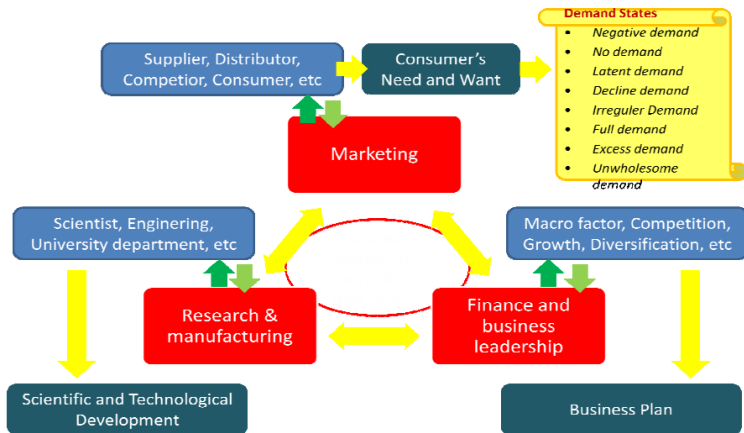 Demand States
• Negative demand
• No demand
• Latent demand
• Decline demand
• Irreguler Demand
• Full demand
• Excess demand
• Unwholesome
demand
Supplier, Distributor,
Competior, Consumer, etc
Consumer's
Need and Want
Marketing
Scientist, Enginering,
University department, etc
Macro factor, Competition,
Growth, Diversification, etc
Research &
manufacturing
Finance and
business
leadership
Scientific and Technological
Development
Business Plan